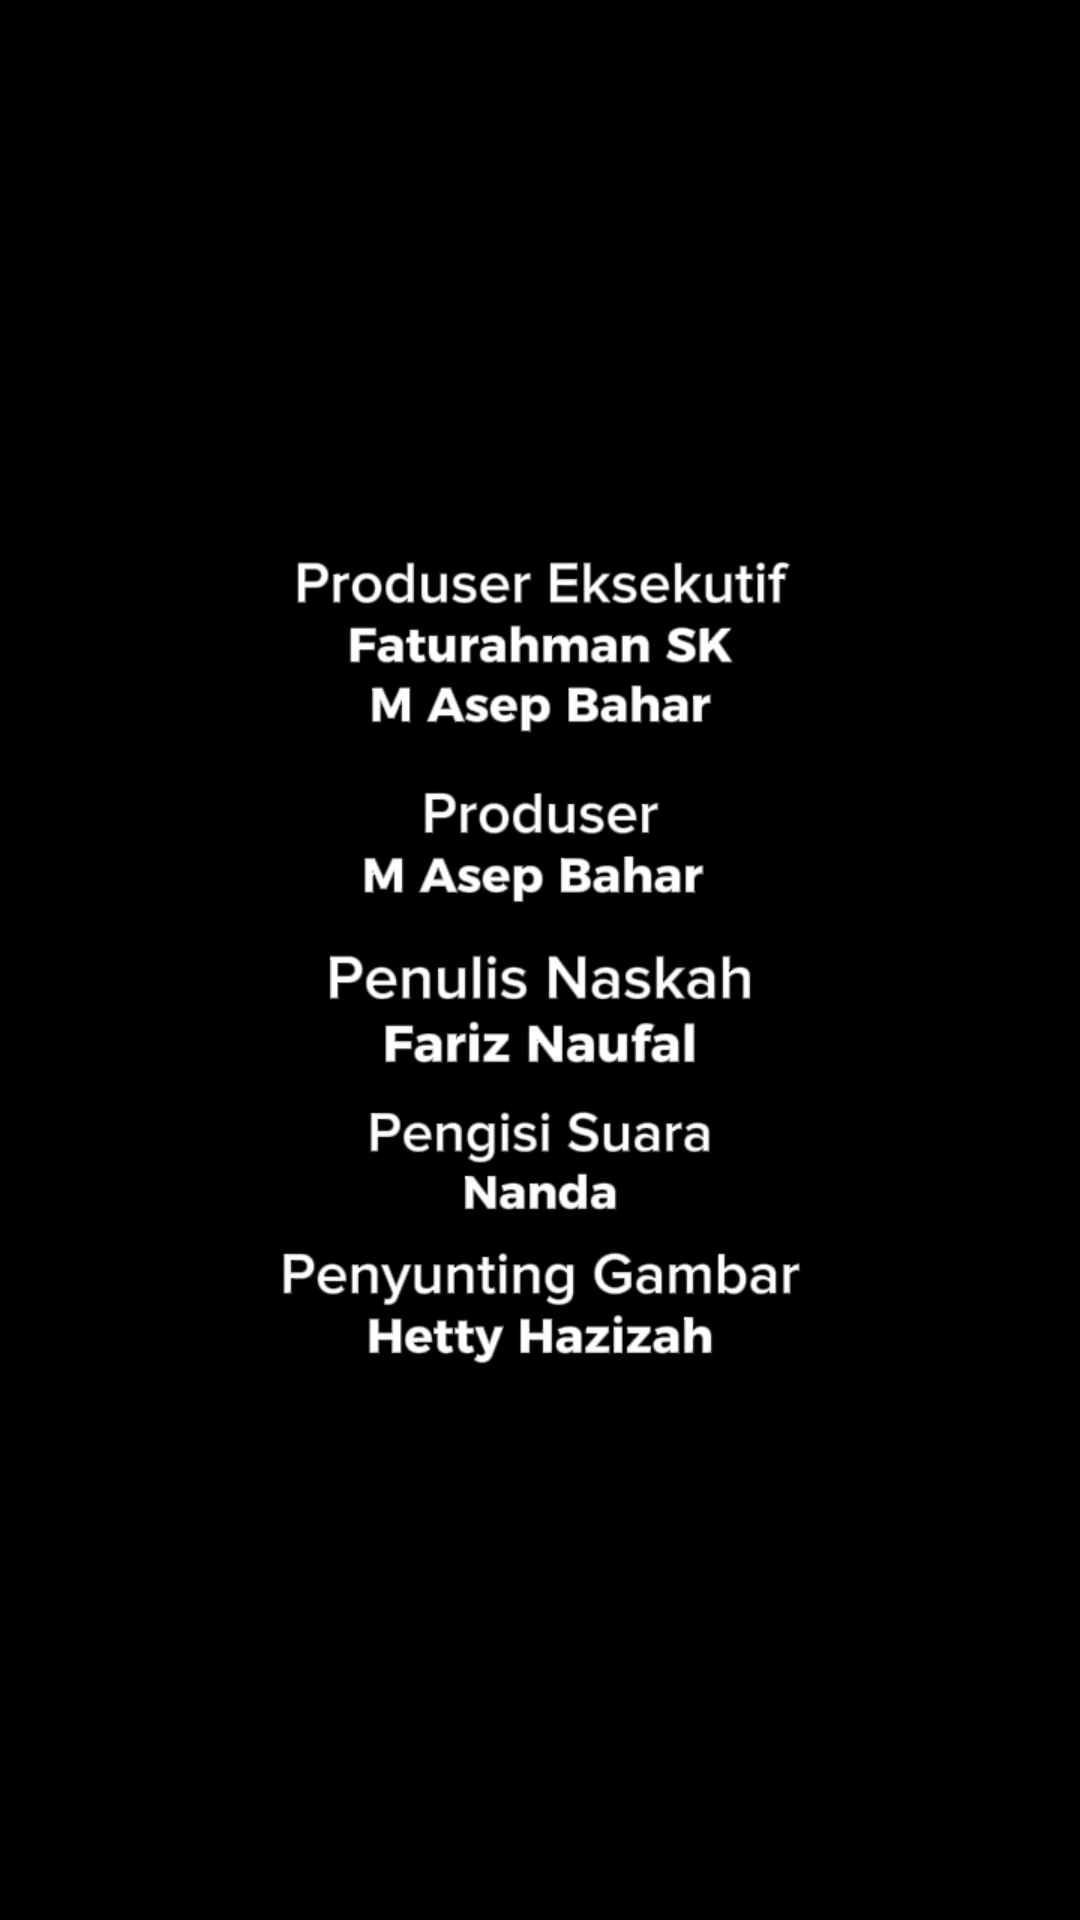 Produser Eksekutif
Faturahman SK
M Asep Bahar
Produser
M Asep Bahar
Penulis Naskah
Fariz Naufal
Pengisi Suara
Nanda
Penyunting Gambar
Hetty Hazizah